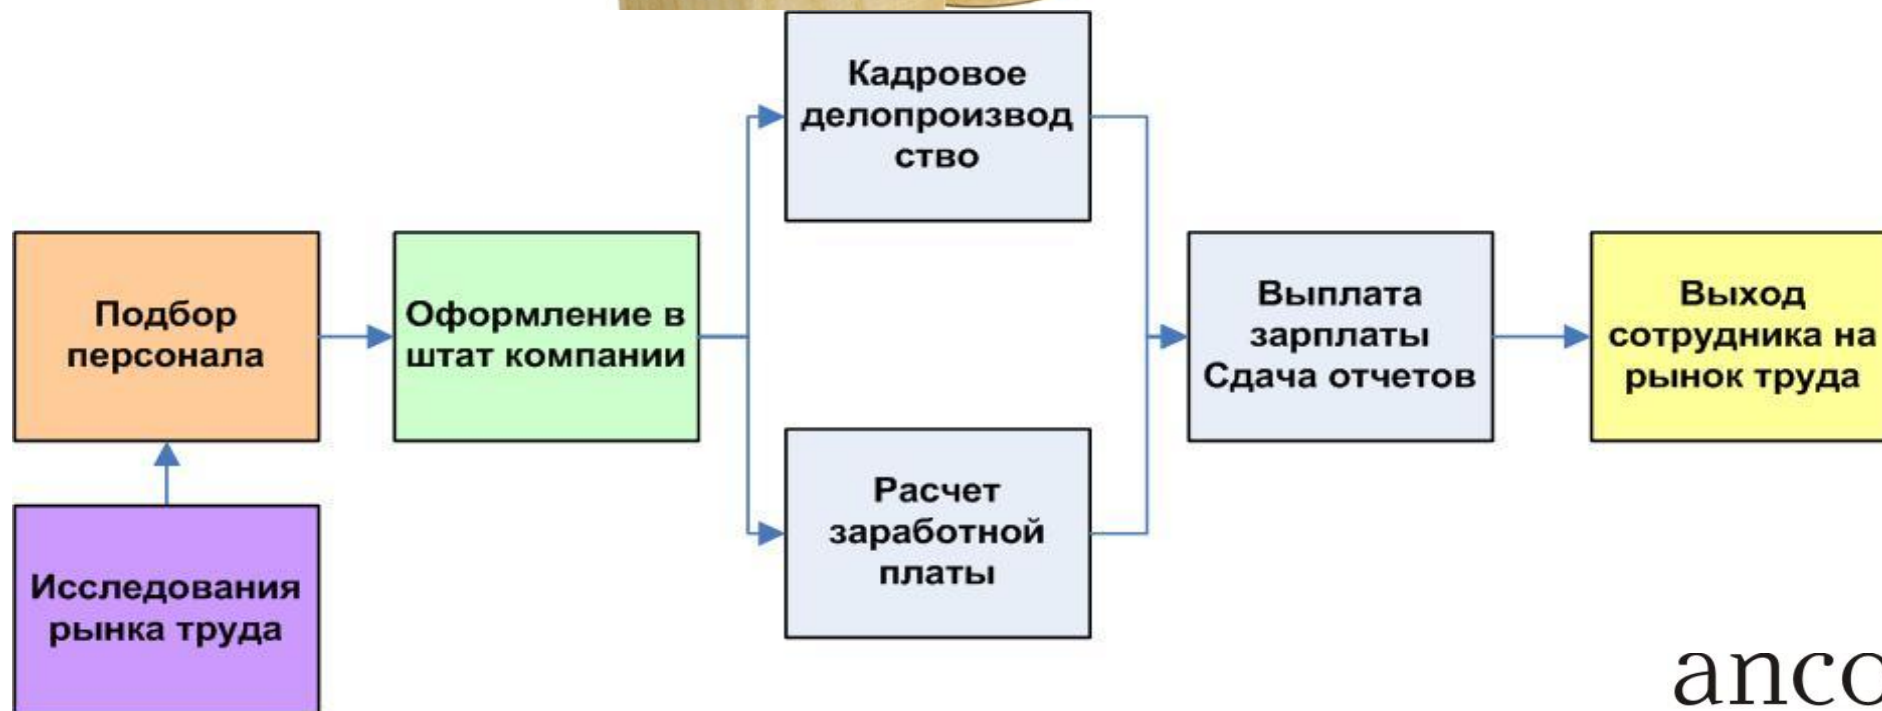 Исследования
рынка труда
Подбор
персонала
Оформление в
штат компании
Кадровое
делопроизвод
ство
Расчет
заработной
платы
Выплата
зарплаты
Сдача отчетов
Выход
сотрудника на
рынок труда
anco